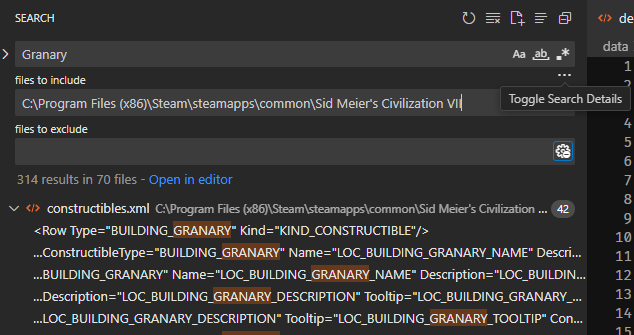 SEARCH
de
Granary
Aa
ab
data
files to include
1
C:\Program Files (x86)\Steam\steamapps\common\Sid Meier's Civilization VII
Toggle Search Details
files to exclude
4
5
6
7
314 results in 70 files - Open in editor
8
9
constructibles.xml C:\Program Files (x86)\Steam\steamapps\common\Sid Meier's Civilization ... 42
10
<Row Type="BUILDING_GRANARY" Kind="KIND_CONSTRUCTIBLE"/>
11
...ConstructibleType="BUILDING_GRANARY" Name="LOC_BUILDING_GRANARY_NAME" Descri...
12
...BUILDING_GRANARY" Name="LOC_BUILDING_GRANARY_NAME" Description="LOC_BUILDIN...
13
...Description="LOC_BUILDING_GRANARY_DESCRIPTION" Tooltip="LOC_BUILDING_GRANARY_...
14
...LOC_BUILDING_GRANARY_DESCRIPTION" Tooltip="LOC_BUILDING_GRANARY_TOOLTIP" Con...
15